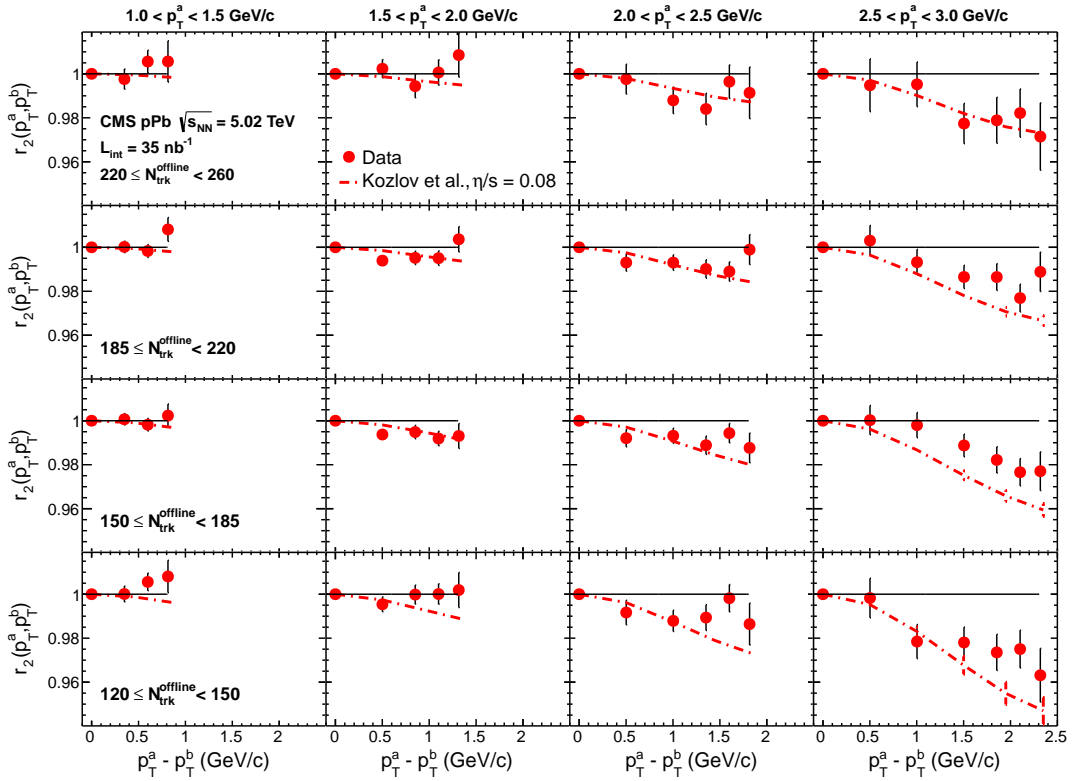 1.0 < p_T^a < 1.5 GeV/c 1.5 < p_T^a < 2.0 GeV/c 2.0 < p_T^a < 2.5 GeV/c 2.5 < p_T^a < 3.0 GeV/c
r_2(p_T^a,p_T^b)
1
0.98
0.96
CMS pPb √s_NN = 5.02 TeV
L_int = 35 nb^-1
220 ≤ N_trk^offline < 260
Data
Kozlov et al., η/s = 0.08
r_2(p_T^a,p_T^b)
1
0.98
0.96
185 ≤ N_trk^offline < 220
r_2(p_T^a,p_T^b)
1
0.98
0.96
150 ≤ N_trk^offline < 185
r_2(p_T^a,p_T^b)
1
0.98
0.96
120 ≤ N_trk^offline < 150
0 0.5 1 1.5 2 0 0.5 1 1.5 2 0 0.5 1 1.5 2 0 0.5 1 1.5 2 2.5
p_T^a - p_T^b (GeV/c) p_T^a - p_T^b (GeV/c) p_T^a - p_T^b (GeV/c) p_T^a - p_T^b (GeV/c)